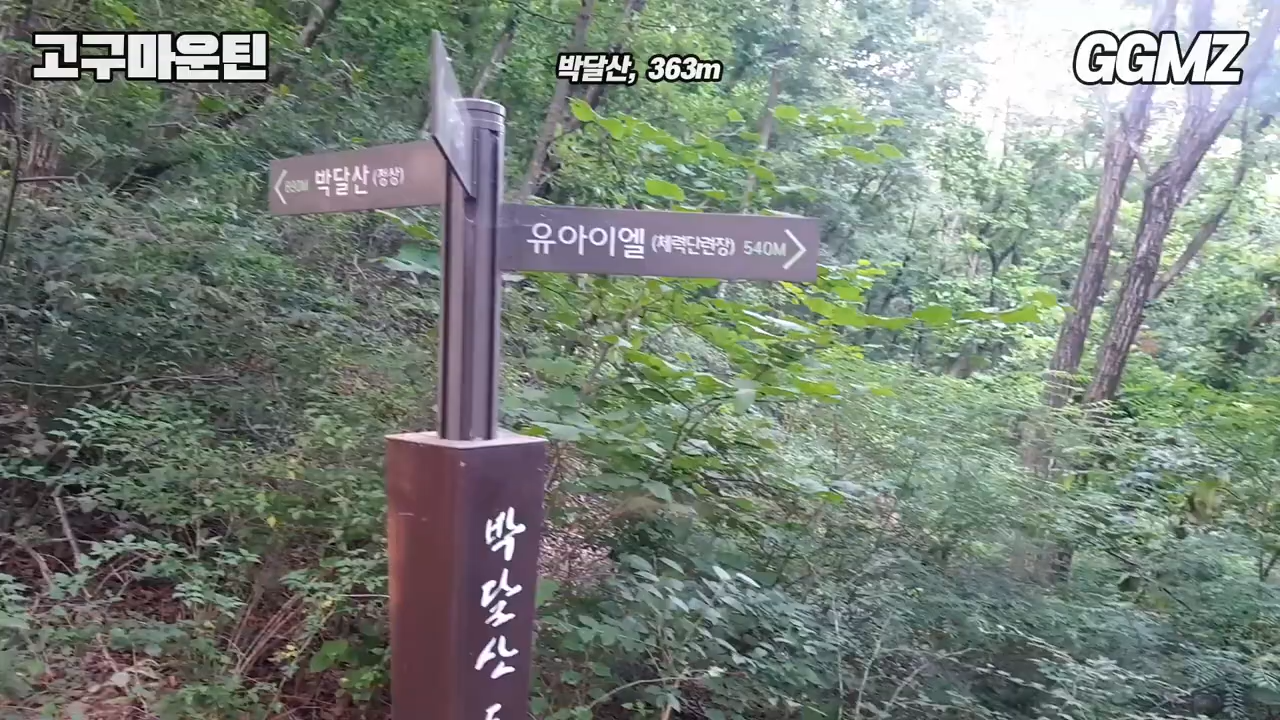 고구마운틴
박달산, 363m
GGMZ
박달산 (정상)
유아이엘 (체력단련장) 540M
박달산